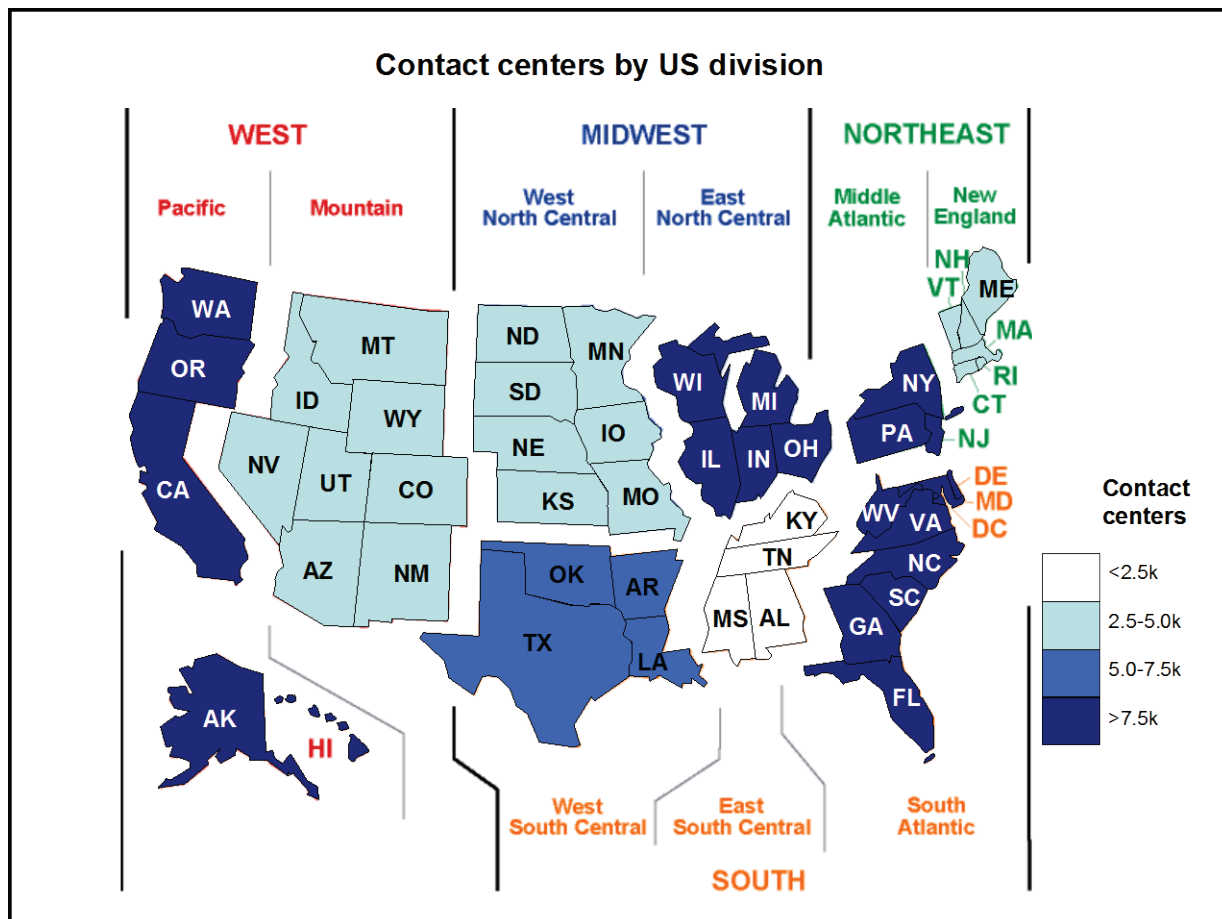 Contact centers by US division
WEST
MIDWEST
NORTHEAST
Pacific
Mountain
West
North Central
East
North Central
Middle
Atlantic
New
England
NH
VT
ME
MA
RI
CT
NJ
WA
OR
CA
MT
ID
WY
NV
UT
CO
AZ
NM
ND
MN
SD
NE
IO
KS
MO
WI
MI
IL
IN
OH
NY
PA
DE
MD
DC
KY
TN
MS
AL
WV
VA
NC
SC
GA
FL
OK
AR
TX
LA
AK
HI
Contact
centers
<2.5k
2.5-5.0k
5.0-7.5k
>7.5k
West
South Central
East
South Central
South
Atlantic
SOUTH